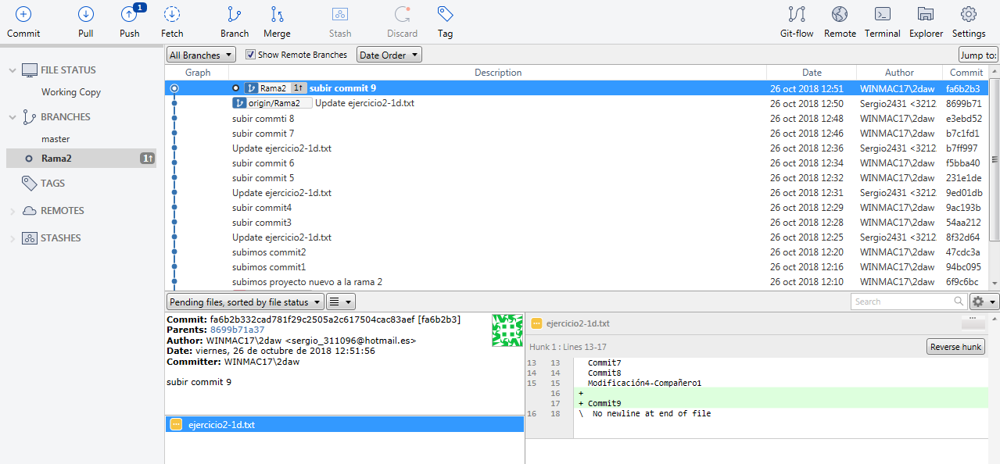 1
Commit Pull Push Fetch Branch Merge Stash Discard Tag Git-flow Remote Terminal Explorer Settings
All Branches Show Remote Branches Date Order Jump to:
Graph Description Date Author Commit
FILE STATUS
Working Copy
BRANCHES
master
Rama2 1↑
TAGS
REMOTES
STASHES
Rama2 1↑ subir commit 9 26 oct 2018 12:51 WINMAC17\2daw fa6b2b3
origin/Rama2 Update ejercicio2-1d.txt 26 oct 2018 12:50 Sergio2431 <3212 8699b71
subir commti 8 26 oct 2018 12:48 WINMAC17\2daw e3ebd52
subir commit 7 26 oct 2018 12:46 WINMAC17\2daw b7c1fd1
Update ejercicio2-1d.txt 26 oct 2018 12:36 Sergio2431 <3212 b7ff997
subir commit 6 26 oct 2018 12:34 WINMAC17\2daw f5bba40
subir commit 5 26 oct 2018 12:32 WINMAC17\2daw 231e1de
Update ejercicio2-1d.txt 26 oct 2018 12:31 Sergio2431 <3212 9ed01db
subir commit4 26 oct 2018 12:29 WINMAC17\2daw 9ac193b
subir commit3 26 oct 2018 12:28 WINMAC17\2daw 54aa212
Update ejercicio2-1d.txt 26 oct 2018 12:25 Sergio2431 <3212 8f32d64
subimos commit2 26 oct 2018 12:20 WINMAC17\2daw 47cdc3a
subimos commit1 26 oct 2018 12:16 WINMAC17\2daw 94bc095
subimos proyecto nuevo a la rama 2 26 oct 2018 12:10 WINMAC17\2daw 6f9c6bc
Pending files, sorted by file status Search
Commit: fa6b2b332cad781f29c2505a2c617504cac83aef [fa6b2b3]
Parents: 8699b71a37
Author: WINMAC17\2daw <sergio_311096@hotmail.es>
Date: viernes, 26 de octubre de 2018 12:51:56
Committer: WINMAC17\2daw
subir commit 9
ejercicio2-1d.txt
ejercicio2-1d.txt
Hunk 1 : Lines 13-17 Reverse hunk
13 13 Commit7
14 14 Commit8
15 15 Modificación4-Compañero1
16 +
17 + Commit9
16 18 \ No newline at end of file